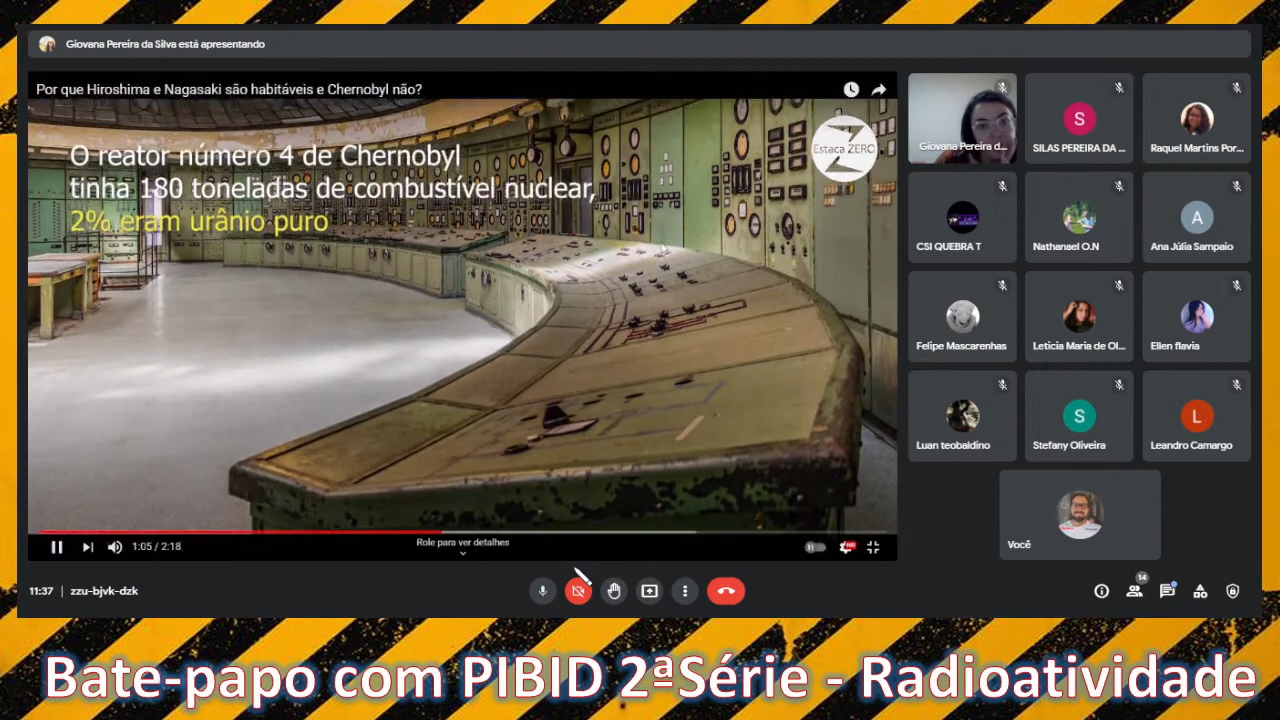 Giovana Pereira da Silva está apresentando
Por que Hiroshima e Nagasaki são habitáveis e Chernobyl não?
O reator número 4 de Chernobyl
tinha 180 toneladas de combustível nuclear,
2% eram urânio puro
Estaca ZERO
1:05 / 2:18
Role para ver detalhes
HD
Giovana Pereira d...
S
SILAS PEREIRA DA ...
Raquel Martins Por...
CSI QUEBRA T
Nathanael O.N
A
Ana Júlia Sampaio
Felipe Mascarenhas
Leticia Maria de Ol...
Ellen flavia
Luan teobaldino
S
Stefany Oliveira
L
Leandro Camargo
Você
11:37 | zzu-bjvk-dzk
14
Bate-papo com PIBID 2ªSérie - Radioatividade